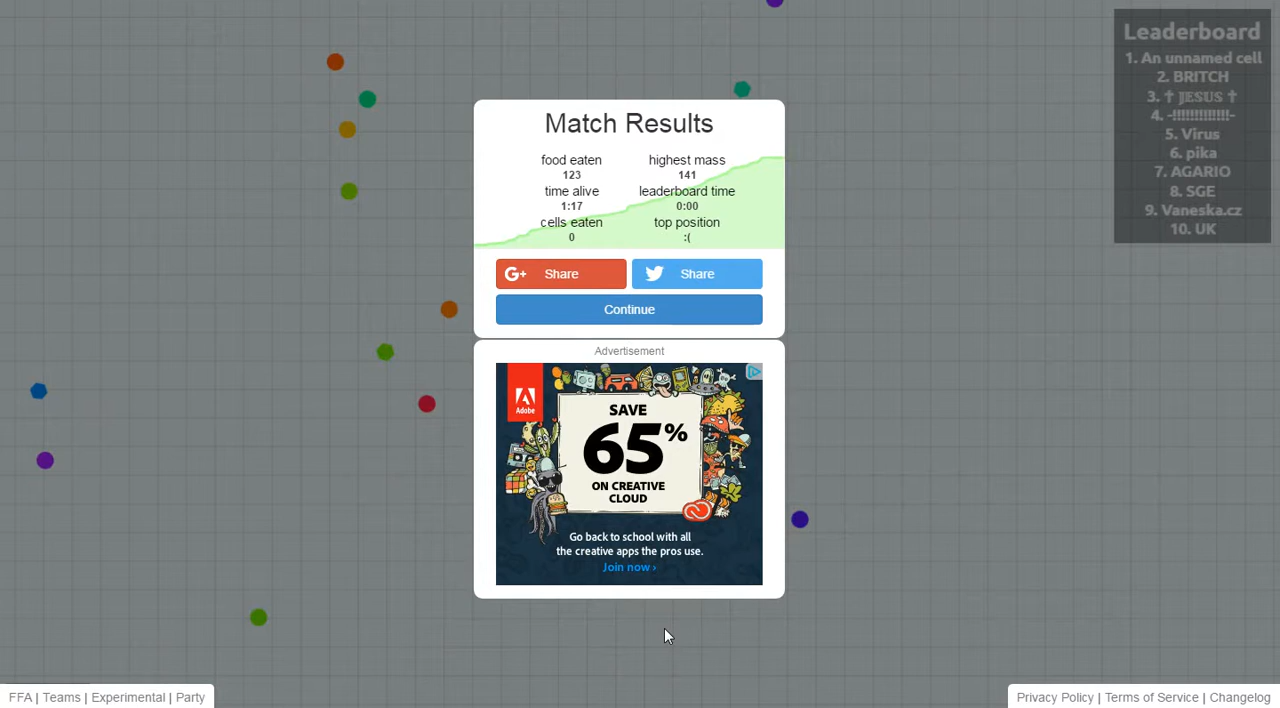 Leaderboard
1. An unnamed cell
2. BRITCH
3. ✝ JESUS ✝
4. -!!!!!!!!!!!!!-
5. Virus
6. pika
7. AGARIO
8. SGE
9. Vaneska.cz
10. UK
Match Results
food eaten highest mass
123 141
time alive leaderboard time
1:17 0:00
cells eaten top position
0 :(
G+ Share Share
Continue
Advertisement
Adobe
SAVE
65%
ON CREATIVE
CLOUD
Go back to school with all
the creative apps the pros use.
Join now ›
FFA | Teams | Experimental | Party
Privacy Policy | Terms of Service | Changelog